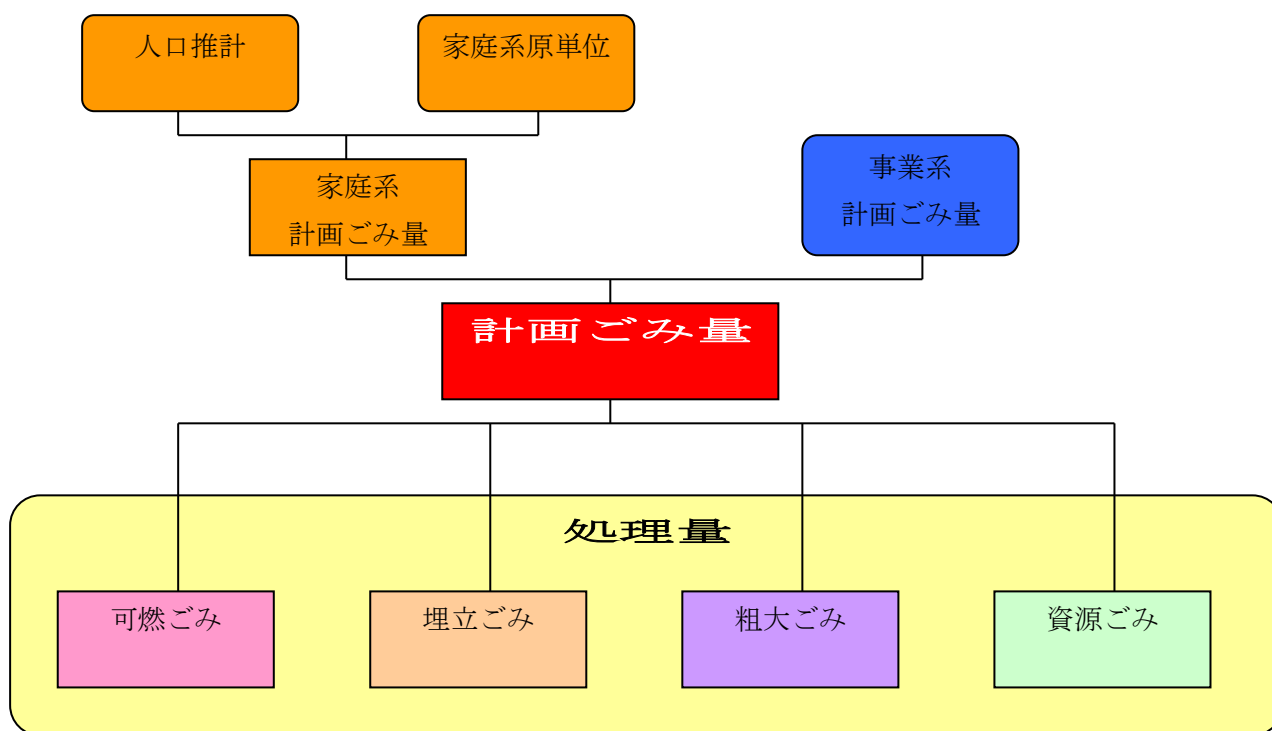 人口推計
家庭系原単位
家庭系
計画ごみ量
事業系
計画ごみ量
計画ごみ量
処理量
可燃ごみ
埋立ごみ
粗大ごみ
資源ごみ